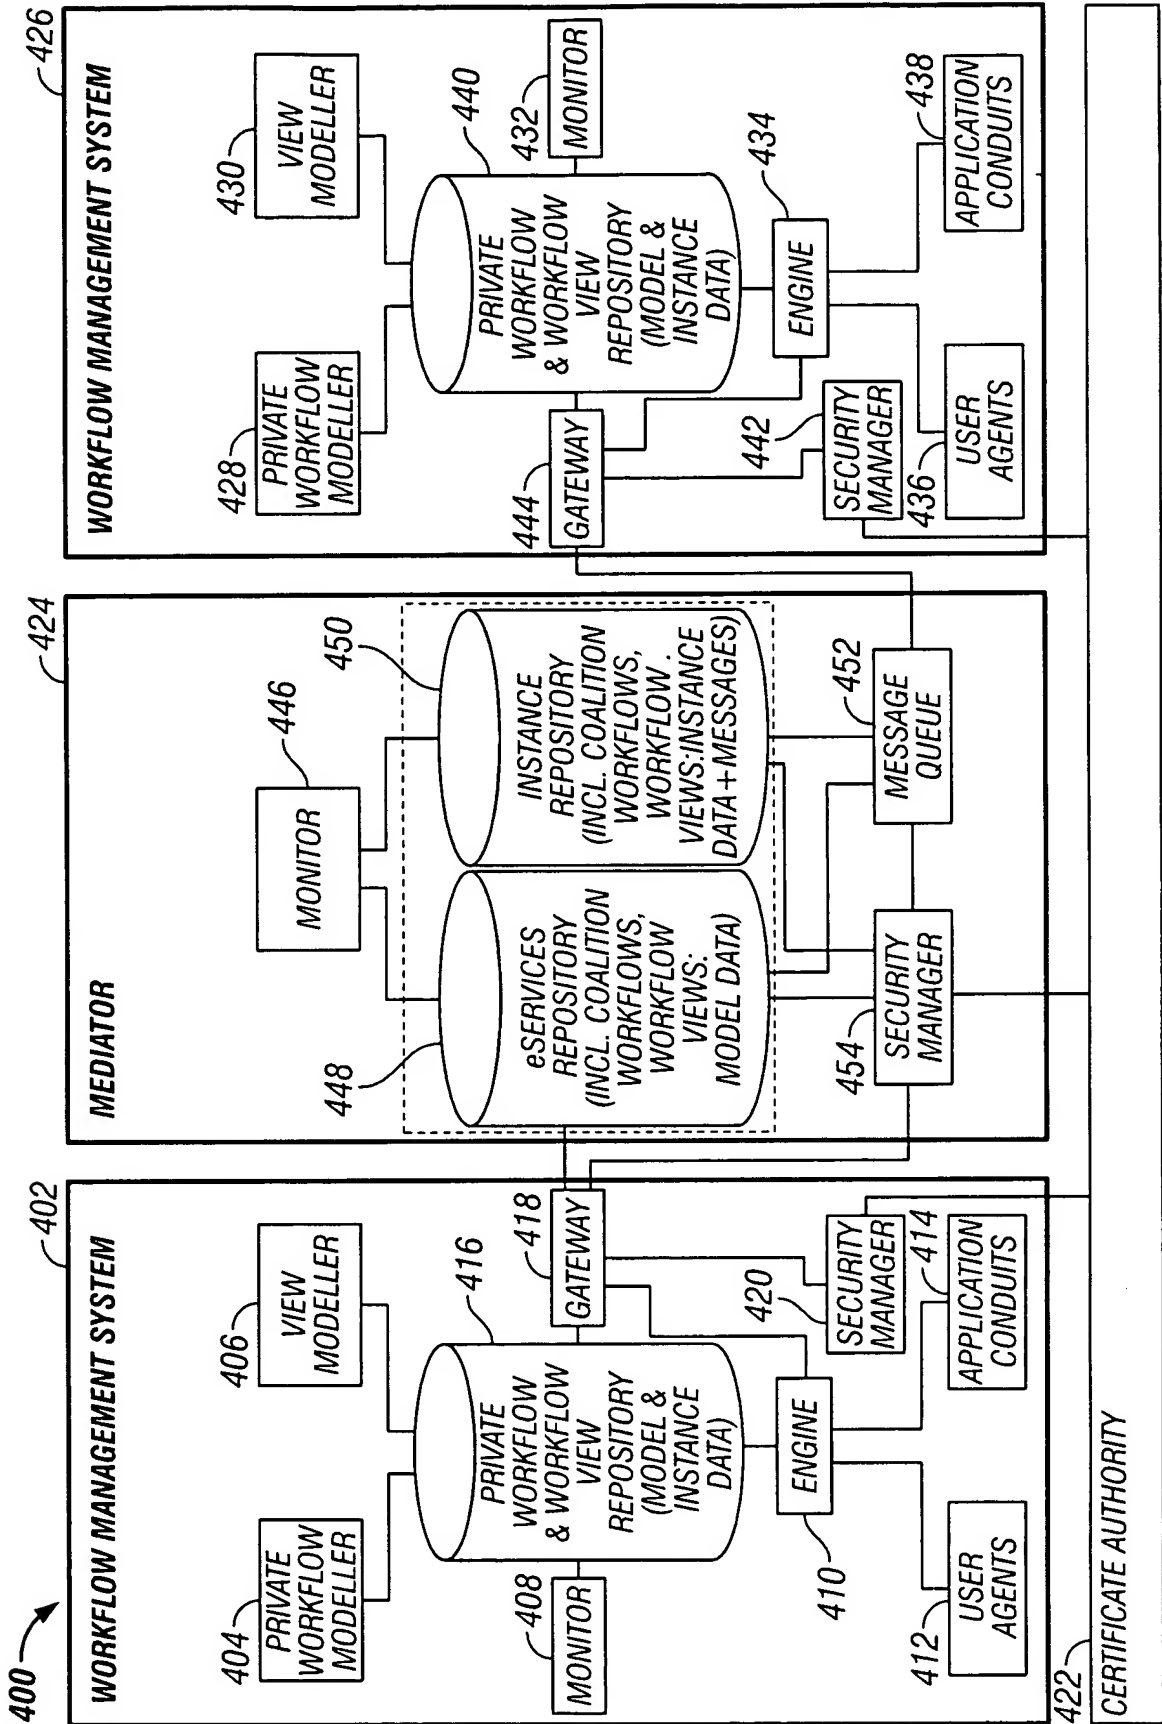 400
402
WORKFLOW MANAGEMENT SYSTEM
404
PRIVATE
WORKFLOW
MODELLER
406
VIEW
MODELLER
408
MONITOR
PRIVATE
WORKFLOW
& WORKFLOW
VIEW
REPOSITORY
(MODEL &
INSTANCE
DATA)
416
418
GATEWAY
410
ENGINE
420
SECURITY
MANAGER
412
USER
AGENTS
414
APPLICATION
CONDUITS
424
MEDIATOR
446
MONITOR
448
eSERVICES
REPOSITORY
(INCL. COALITION
WORKFLOWS,
WORKFLOW
VIEWS:
MODEL DATA)
450
INSTANCE
REPOSITORY
(INCL. COALITION
WORKFLOWS,
WORKFLOW .
VIEWS:INSTANCE
DATA+MESSAGES)
454
SECURITY
MANAGER
452
MESSAGE
QUEUE
426
WORKFLOW MANAGEMENT SYSTEM
428
PRIVATE
WORKFLOW
MODELLER
430
VIEW
MODELLER
444
GATEWAY
PRIVATE
WORKFLOW
& WORKFLOW
VIEW
REPOSITORY
(MODEL &
INSTANCE
DATA)
440
432
MONITOR
442
SECURITY
MANAGER
434
ENGINE
436
USER
AGENTS
438
APPLICATION
CONDUITS
422
CERTIFICATE AUTHORITY